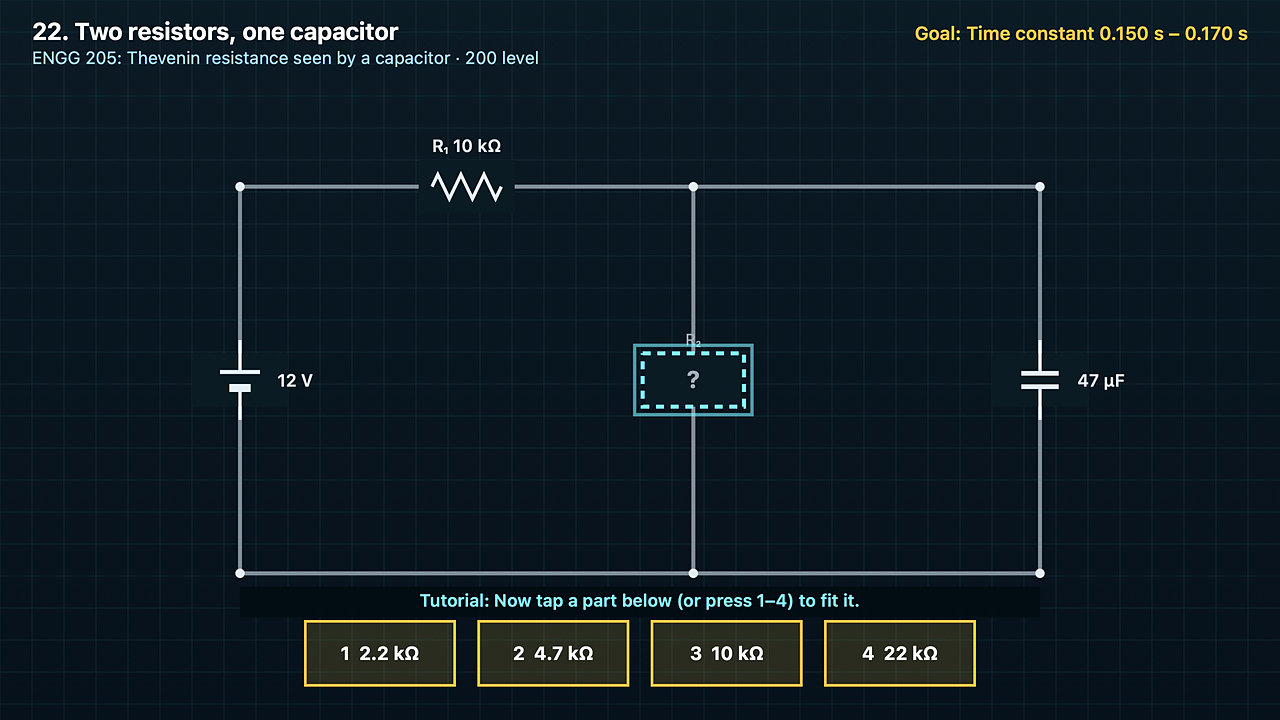 22. Two resistors, one capacitor
Goal: Time constant 0.150 s – 0.170 s
ENGG 205: Thevenin resistance seen by a capacitor · 200 level
R₁ 10 kΩ
R₂
?
12 V
47 µF
Tutorial: Now tap a part below (or press 1–4) to fit it.
1 2.2 kΩ
2 4.7 kΩ
3 10 kΩ
4 22 kΩ